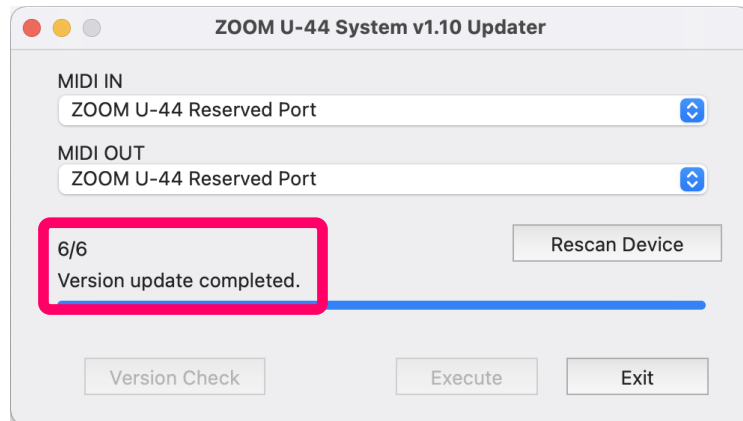 ZOOM U-44 System v1.10 Updater
MIDI IN
ZOOM U-44 Reserved Port
MIDI OUT
ZOOM U-44 Reserved Port
6/6
Rescan Device
Version update completed.
Version Check
Execute
Exit